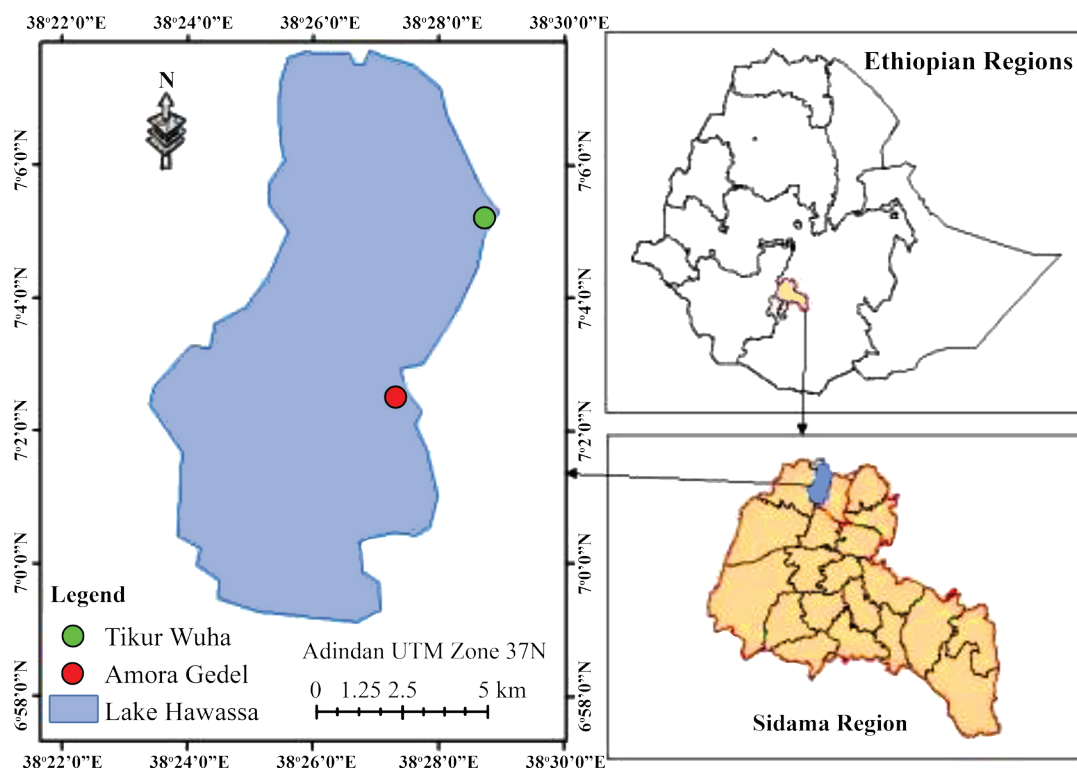 38°22'0”E 38°24'0”E 38°26'0”E 38°28'0”E 38°30'0”E
N
7°6'0”N
7°4'0”N
7°2'0”N
7°0'0”N
6°58'0”N
7°6'0”N
7°4'0”N
7°2'0”N
7°0'0”N
6°58'0”N
Legend
Tikur Wuha
Amora Gedel
Lake Hawassa
Adindan UTM Zone 37N
0 1.25 2.5 5 km
38°22'0”E 38°24'0”E 38°26'0”E 38°28'0”E 38°30'0”E
Ethiopian Regions
Sidama Region